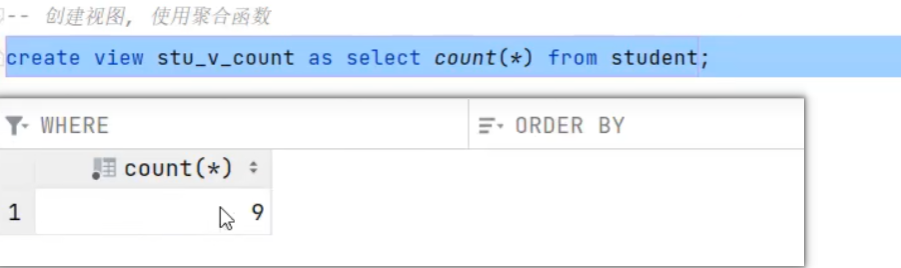 -- 创建视图, 使用聚合函数
create view stu_v_count as select count(*) from student;
WHERE ORDER BY
count(*)
1 9